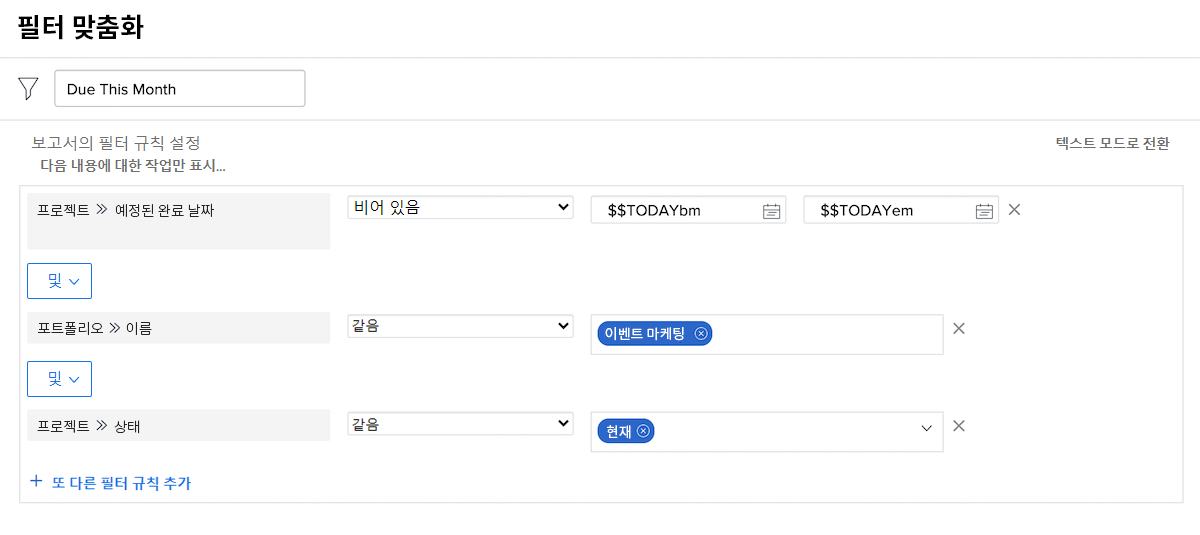 필터 맞춤화
Due This Month
보고서의 필터 규칙 설정
텍스트 모드로 전환
다음 내용에 대한 작업만 표시...
프로젝트 » 예정된 완료 날짜 비어 있음 $$TODAYbm $$TODAYem
및
포트폴리오 » 이름 같음 이벤트 마케팅
및
프로젝트 » 상태 같음 현재
+ 또 다른 필터 규칙 추가